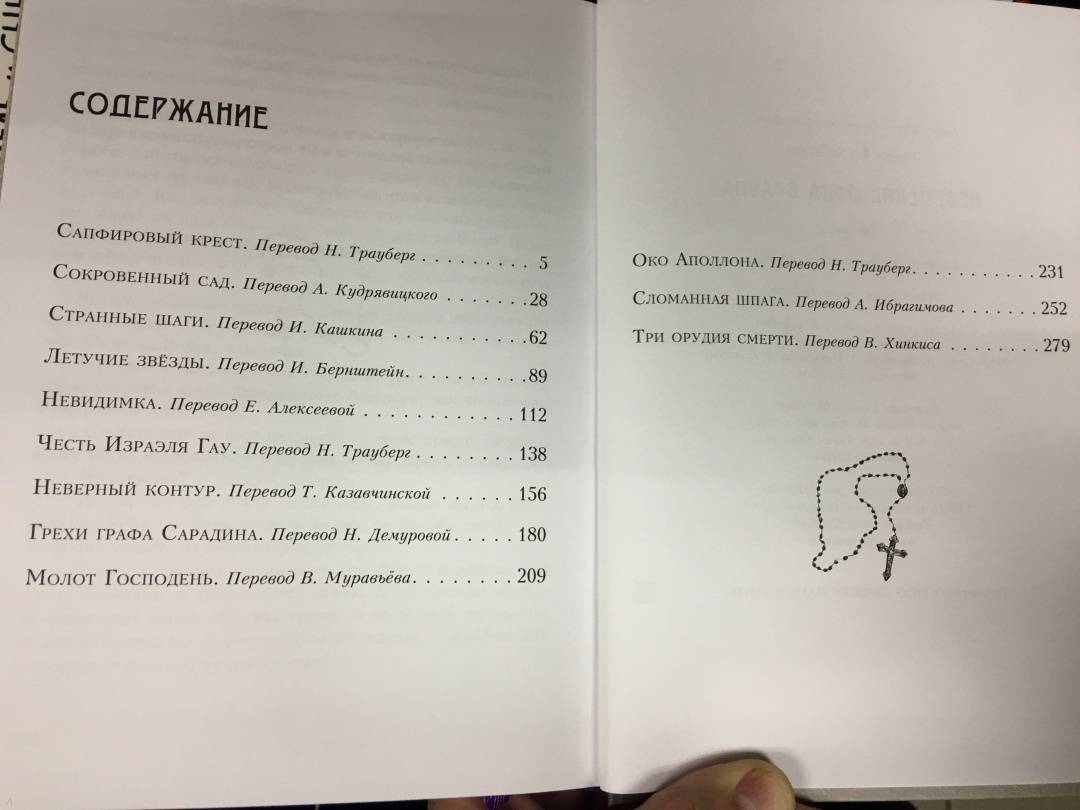 СОДЕРЖАНИЕ
САПФИРОВЫЙ КРЕСТ. Перевод Н. Трауберг . . . . . . . . . 5
СОКРОВЕННЫЙ САД. Перевод А. Кудрявицкого . . . . . . . 28
СТРАННЫЕ ШАГИ. Перевод И. Кашкина . . . . . . . . . . . 62
ЛЕТУЧИЕ ЗВЁЗДЫ. Перевод И. Бернштейн. . . . . . . . . . 89
НЕВИДИМКА. Перевод Е. Алексеевой . . . . . . . . . . . . 112
ЧЕСТЬ ИЗРАЭЛЯ ГАУ. Перевод Н. Трауберг . . . . . . . . 138
НЕВЕРНЫЙ КОНТУР. Перевод Т. Казавчинской . . . . . . 156
ГРЕХИ ГРАФА САРАДИНА. Перевод Н. Демуровой. . . . . 180
МОЛОТ ГОСПОДЕНЬ. Перевод В. Муравьёва. . . . . . . . 209
ОКО АПОЛЛОНА. Перевод Н. Трауберг. . . . . . . . . . . 231
СЛОМАННАЯ ШПАГА. Перевод А. Ибрагимова . . . . . . . 252
ТРИ ОРУДИЯ СМЕРТИ. Перевод В. Хинкиса . . . . . . . . 279